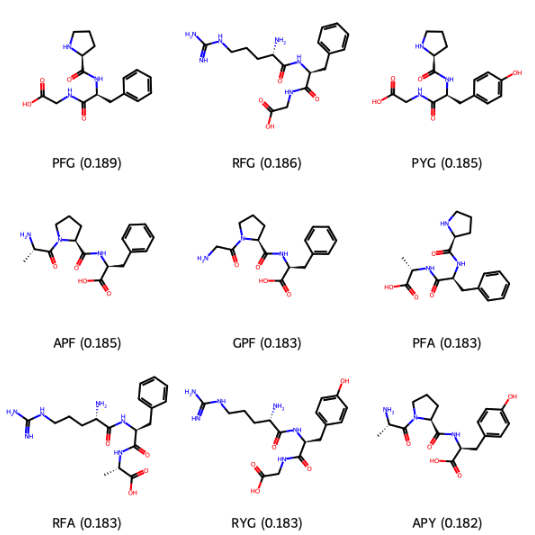 PFG (0.189)
RFG (0.186)
PYG (0.185)
APF (0.185)
GPF (0.183)
PFA (0.183)
RFA (0.183)
RYG (0.183)
APY (0.182)